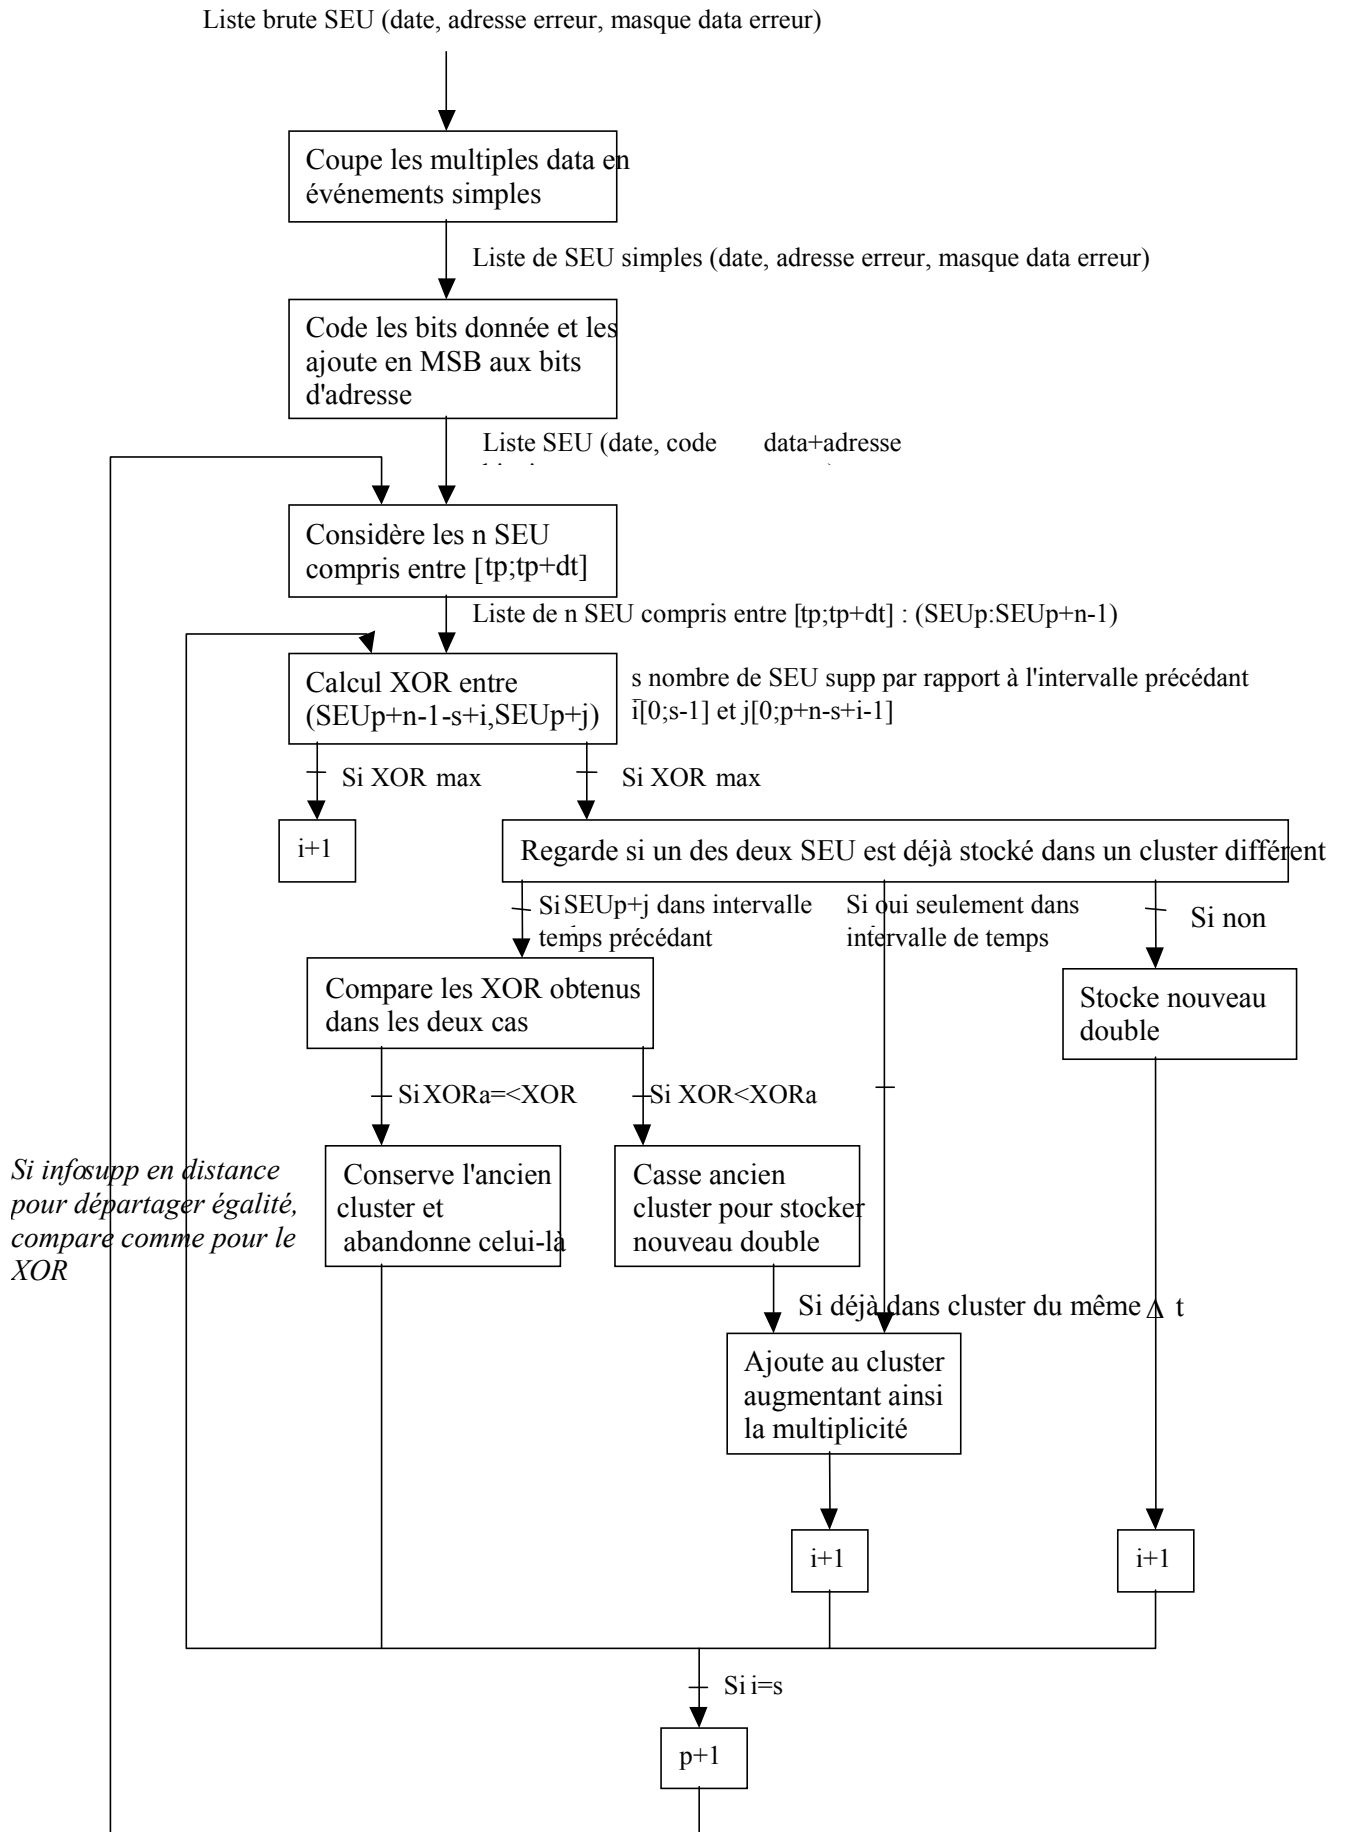 Liste brute SEU (date, adresse erreur, masque data erreur)
Coupe les multiples data en
événements simples
Liste de SEU simples (date, adresse erreur, masque data erreur)
Code les bits donnée et les
ajoute en MSB aux bits
d'adresse
Liste SEU (date, code data+adresse
Considère les n SEU
compris entre [tp;tp+dt]
Liste de n SEU compris entre [tp;tp+dt] : (SEUp:SEUp+n-1)
Calcul XOR entre
(SEUp+n-1-s+i,SEUp+j)
s nombre de SEU supp par rapport à l'intervalle précédant
i[0;s-1] et j[0;p+n-s+i-1]
Si XOR max
Si XOR max
i+1
Regarde si un des deux SEU est déjà stocké dans un cluster différent
Si SEUp+j dans intervalle
temps précédant
Si oui seulement dans
intervalle de temps
Si non
Compare les XOR obtenus
dans les deux cas
Stocke nouveau
double
Si XORa=<XOR
Si XOR<XORa
Si info supp en distance
pour départager égalité,
compare comme pour le
XOR
Conserve l'ancien
cluster et
abandonne celui-là
Casse ancien
cluster pour stocker
nouveau double
Si déjà dans cluster du même Δ t
Ajoute au cluster
augmentant ainsi
la multiplicité
i+1
i+1
Si i=s
p+1